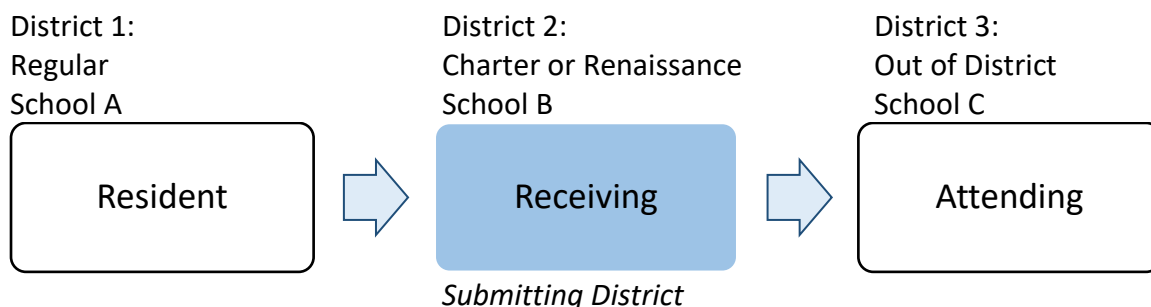 District 1:
Regular
School A
Resident
District 2:
Charter or Renaissance
School B
Receiving
Submitting District
District 3:
Out of District
School C
Attending